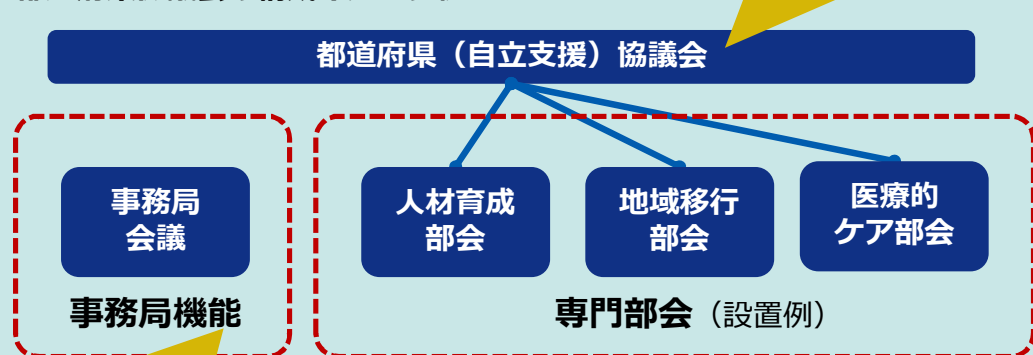 都道府県（自立支援）協議会
事務局
会議
人材育成
部会
地域移行
部会
医療的
ケア部会
事務局機能
専門部会（設置例）